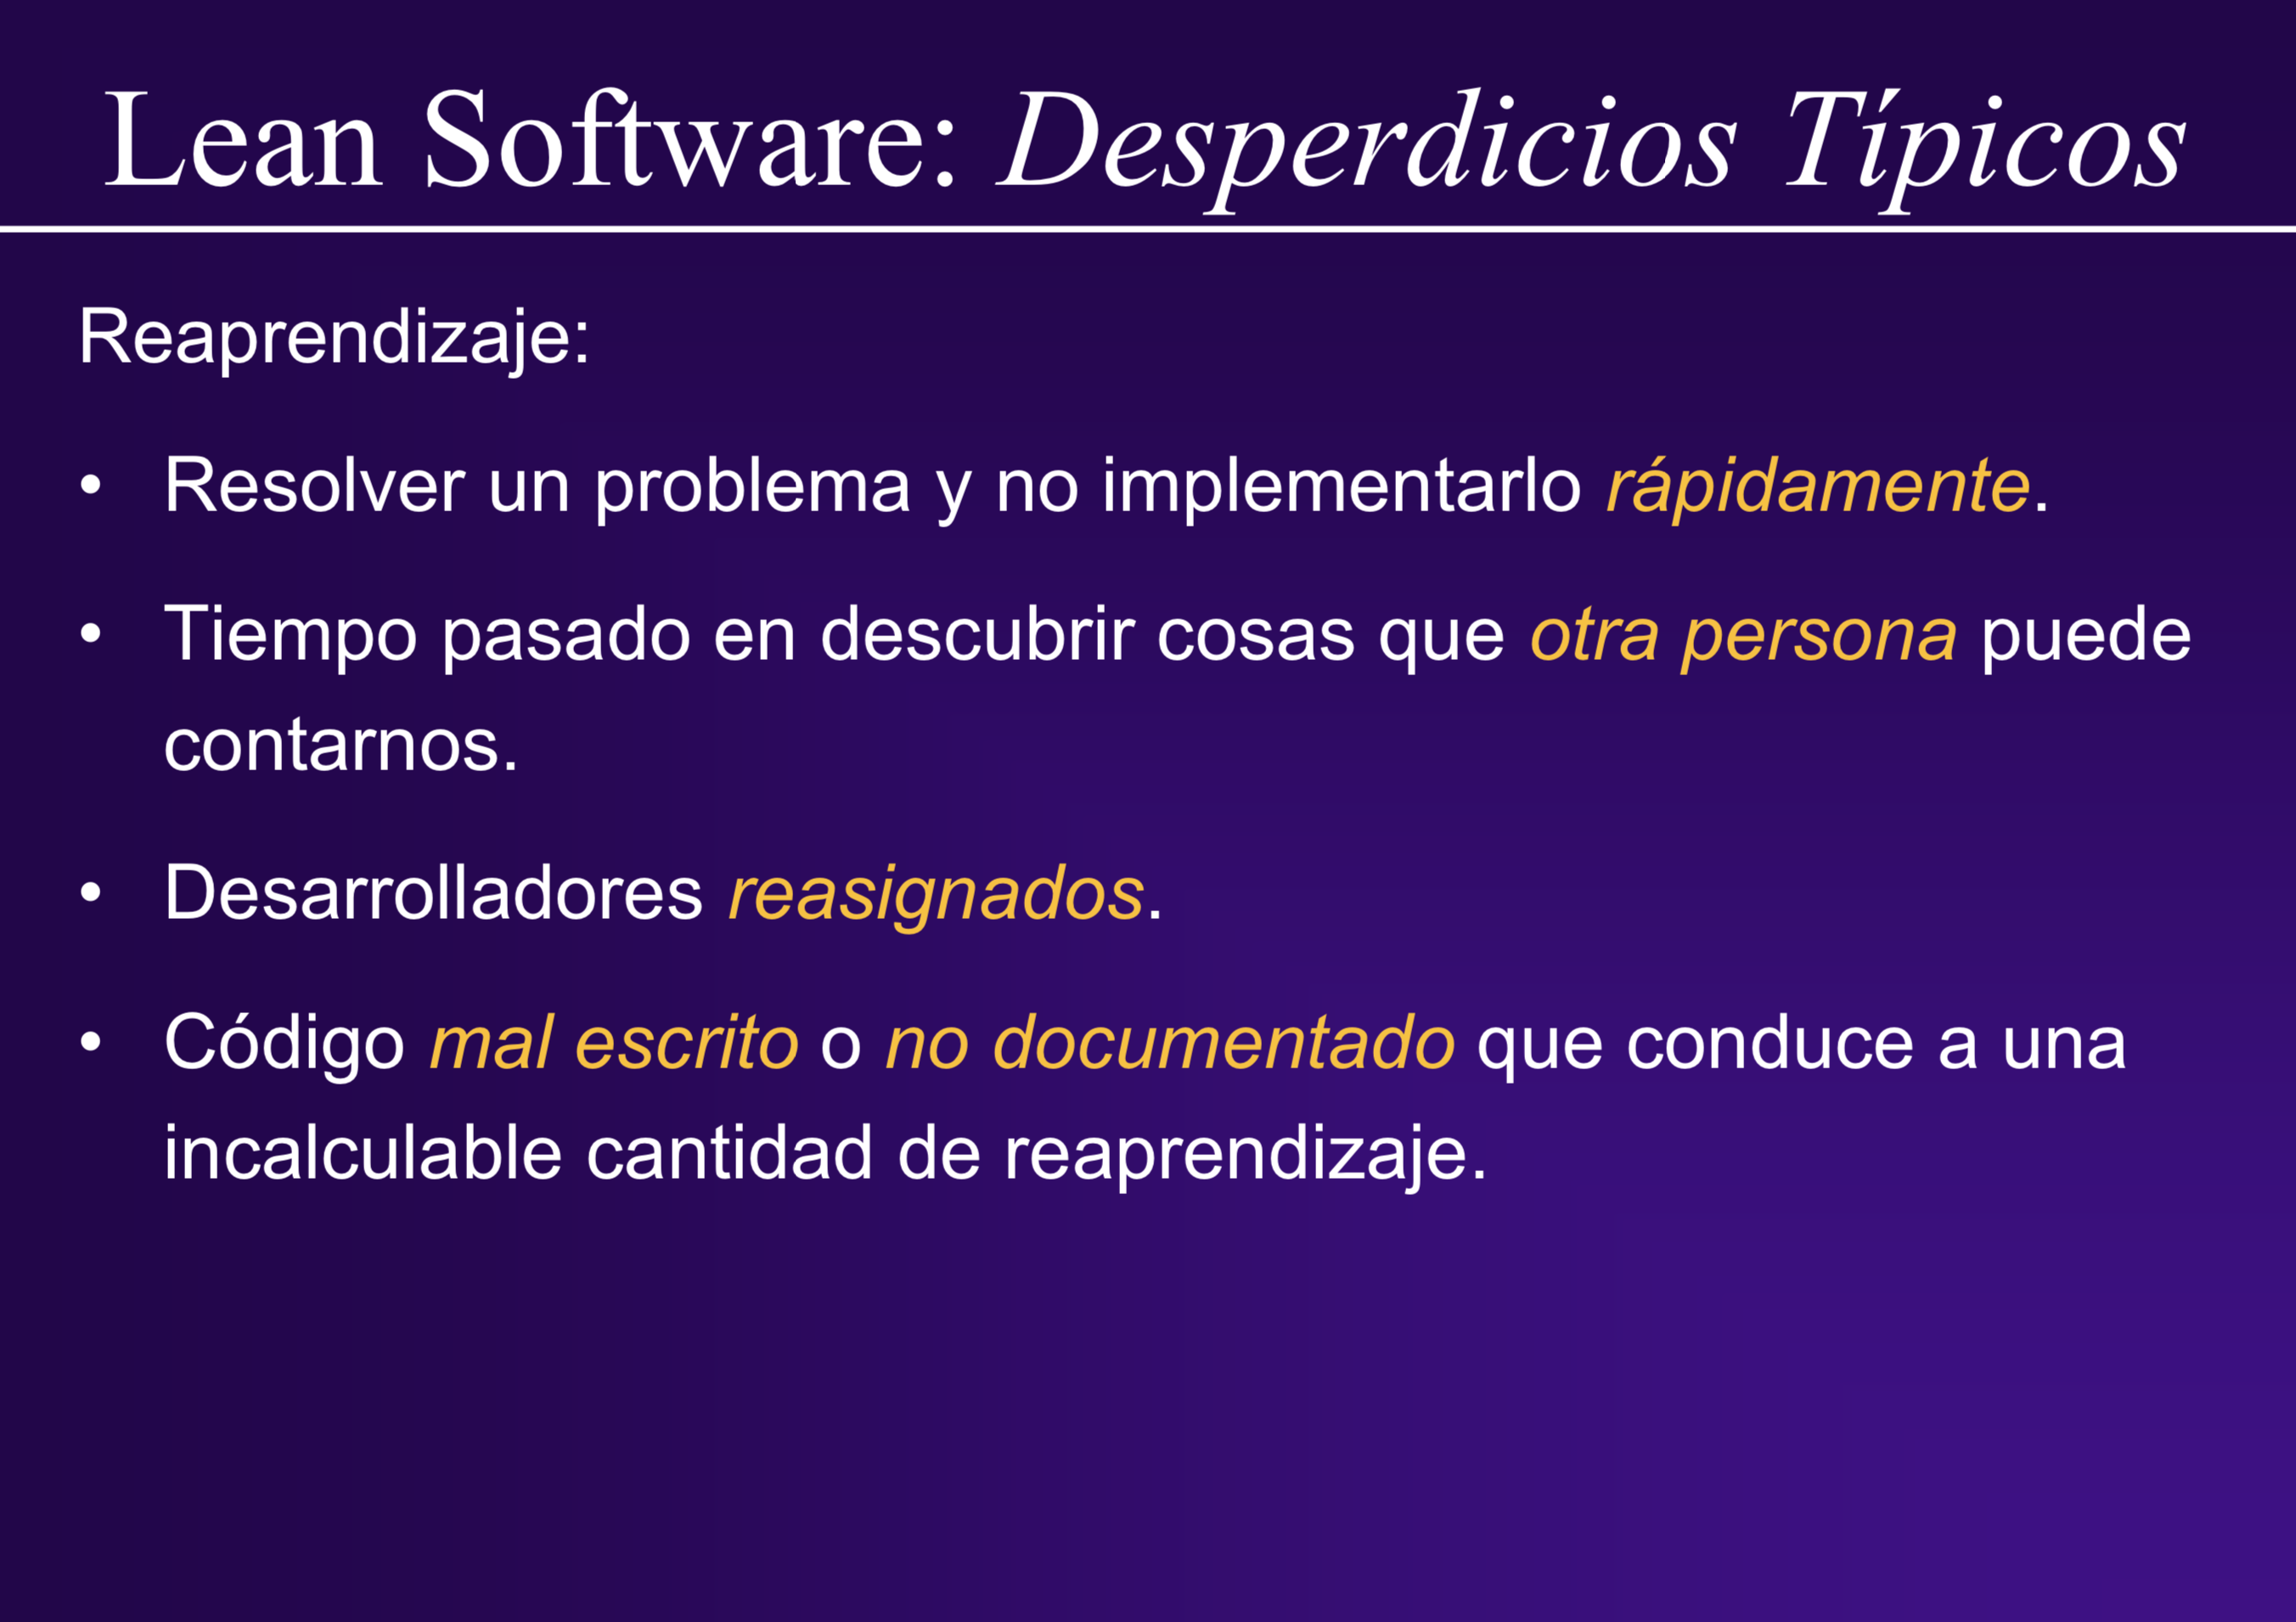 Lean Software: Desperdicios Típicos
Reaprendizaje:
• Resolver un problema y no implementarlo rápidamente.
• Tiempo pasado en descubrir cosas que otra persona puede
contarnos.
• Desarrolladores reasignados.
• Código mal escrito o no documentado que conduce a una
incalculable cantidad de reaprendizaje.